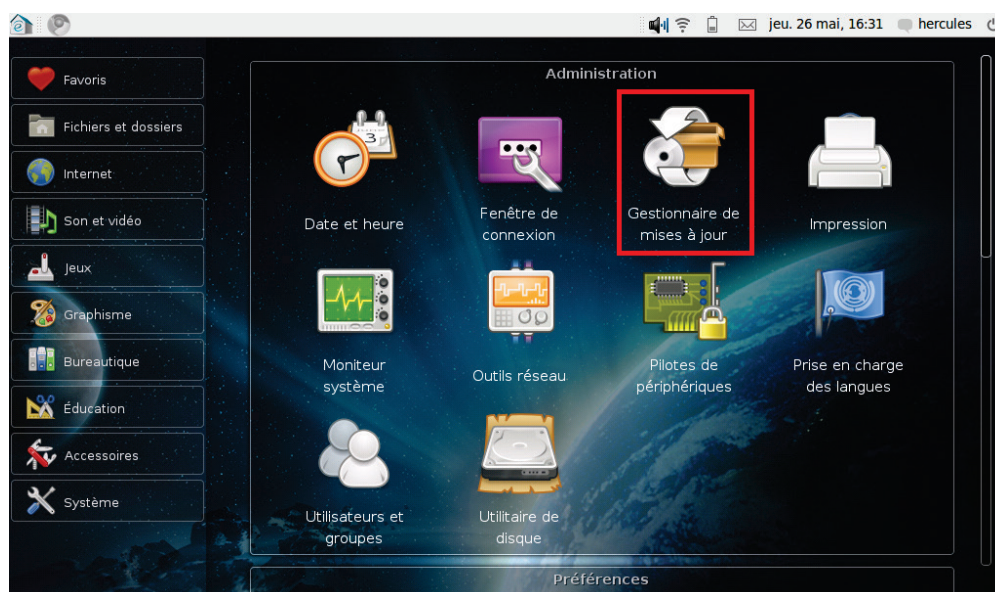 jeu. 26 mai, 16:31 hercules
Favoris
Fichiers et dossiers
Internet
Son et vidéo
Jeux
Graphisme
Bureautique
Éducation
Accessoires
Système
Administration
3
Date et heure
Fenêtre de
connexion
Gestionnaire de
mises à jour
Impression
Moniteur
système
Outils réseau
Pilotes de
périphériques
Prise en charge
des langues
Utilisateurs et
groupes
Utilitaire de
disque
Préférences